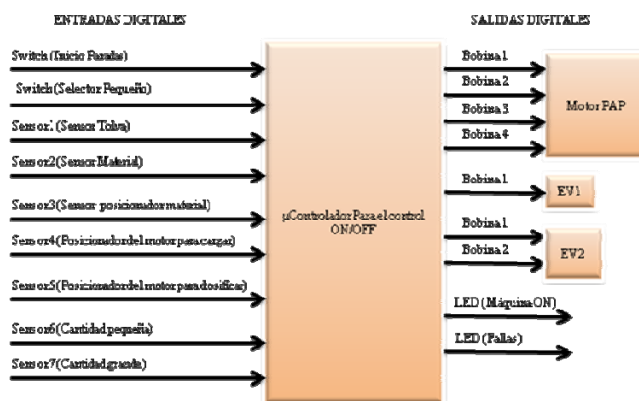 ENTRADAS DIGITALES
SALIDAS DIGITALES
Switch (Inicio Paradas)
Switch (Selector Pequeño)
Sensor1 (Sensor Tolva)
Sensor2 (Sensor Material)
Sensor3 (Sensor posicionador material)
Sensor4 (Posicionador del motor para cargar)
Sensor5 (Posicionador del motor para dosificar)
Sensor6 (Cantidad pequeña)
Sensor7 (Cantidad grande)
µControlador Para el control
ON/OFF
Bobina 1
Bobina 2
Bobina 3
Bobina 4
Motor PAP
Bobina 1
EV1
Bobina 1
Bobina 2
EV2
LED (Máquina ON)
LED (Fallas)